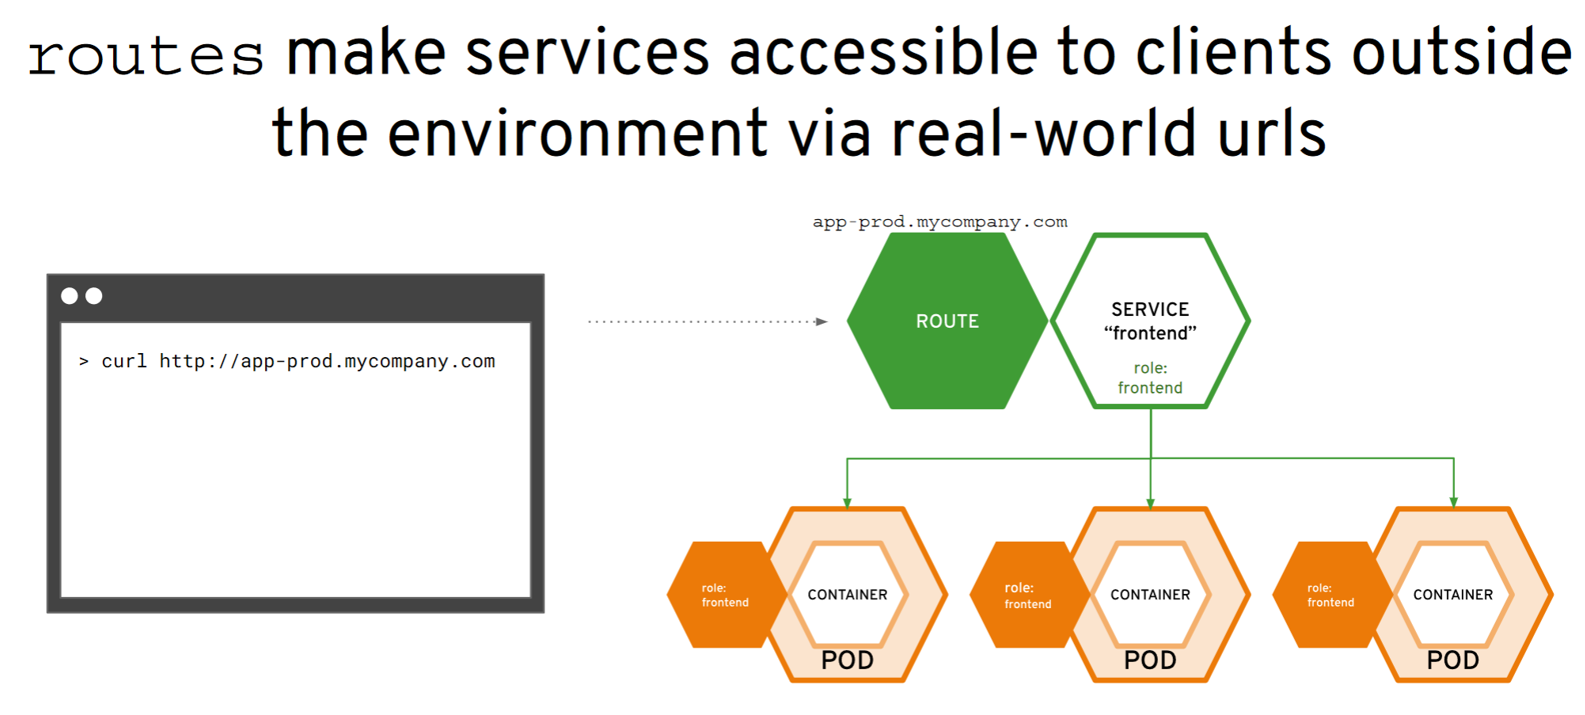 routes make services accessible to clients outside
the environment via real-world urls
app-prod.mycompany.com
> curl http://app-prod.mycompany.com
ROUTE
SERVICE
“frontend”
role:
frontend
role:
frontend
CONTAINER
POD
role:
frontend
CONTAINER
POD
role:
frontend
CONTAINER
POD